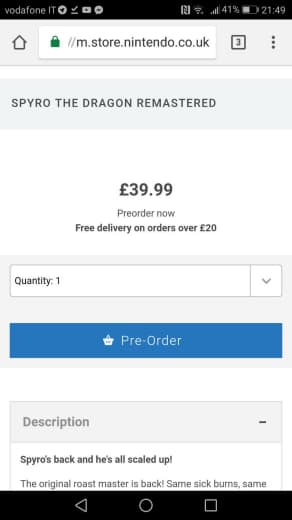 vodafone IT 41% 21:49
//m.store.nintendo.co.uk 3
SPYRO THE DRAGON REMASTERED
£39.99
Preorder now
Free delivery on orders over £20
Quantity: 1
Pre-Order
Description
Spyro's back and he's all scaled up!
The original roast master is back! Same sick burns, same